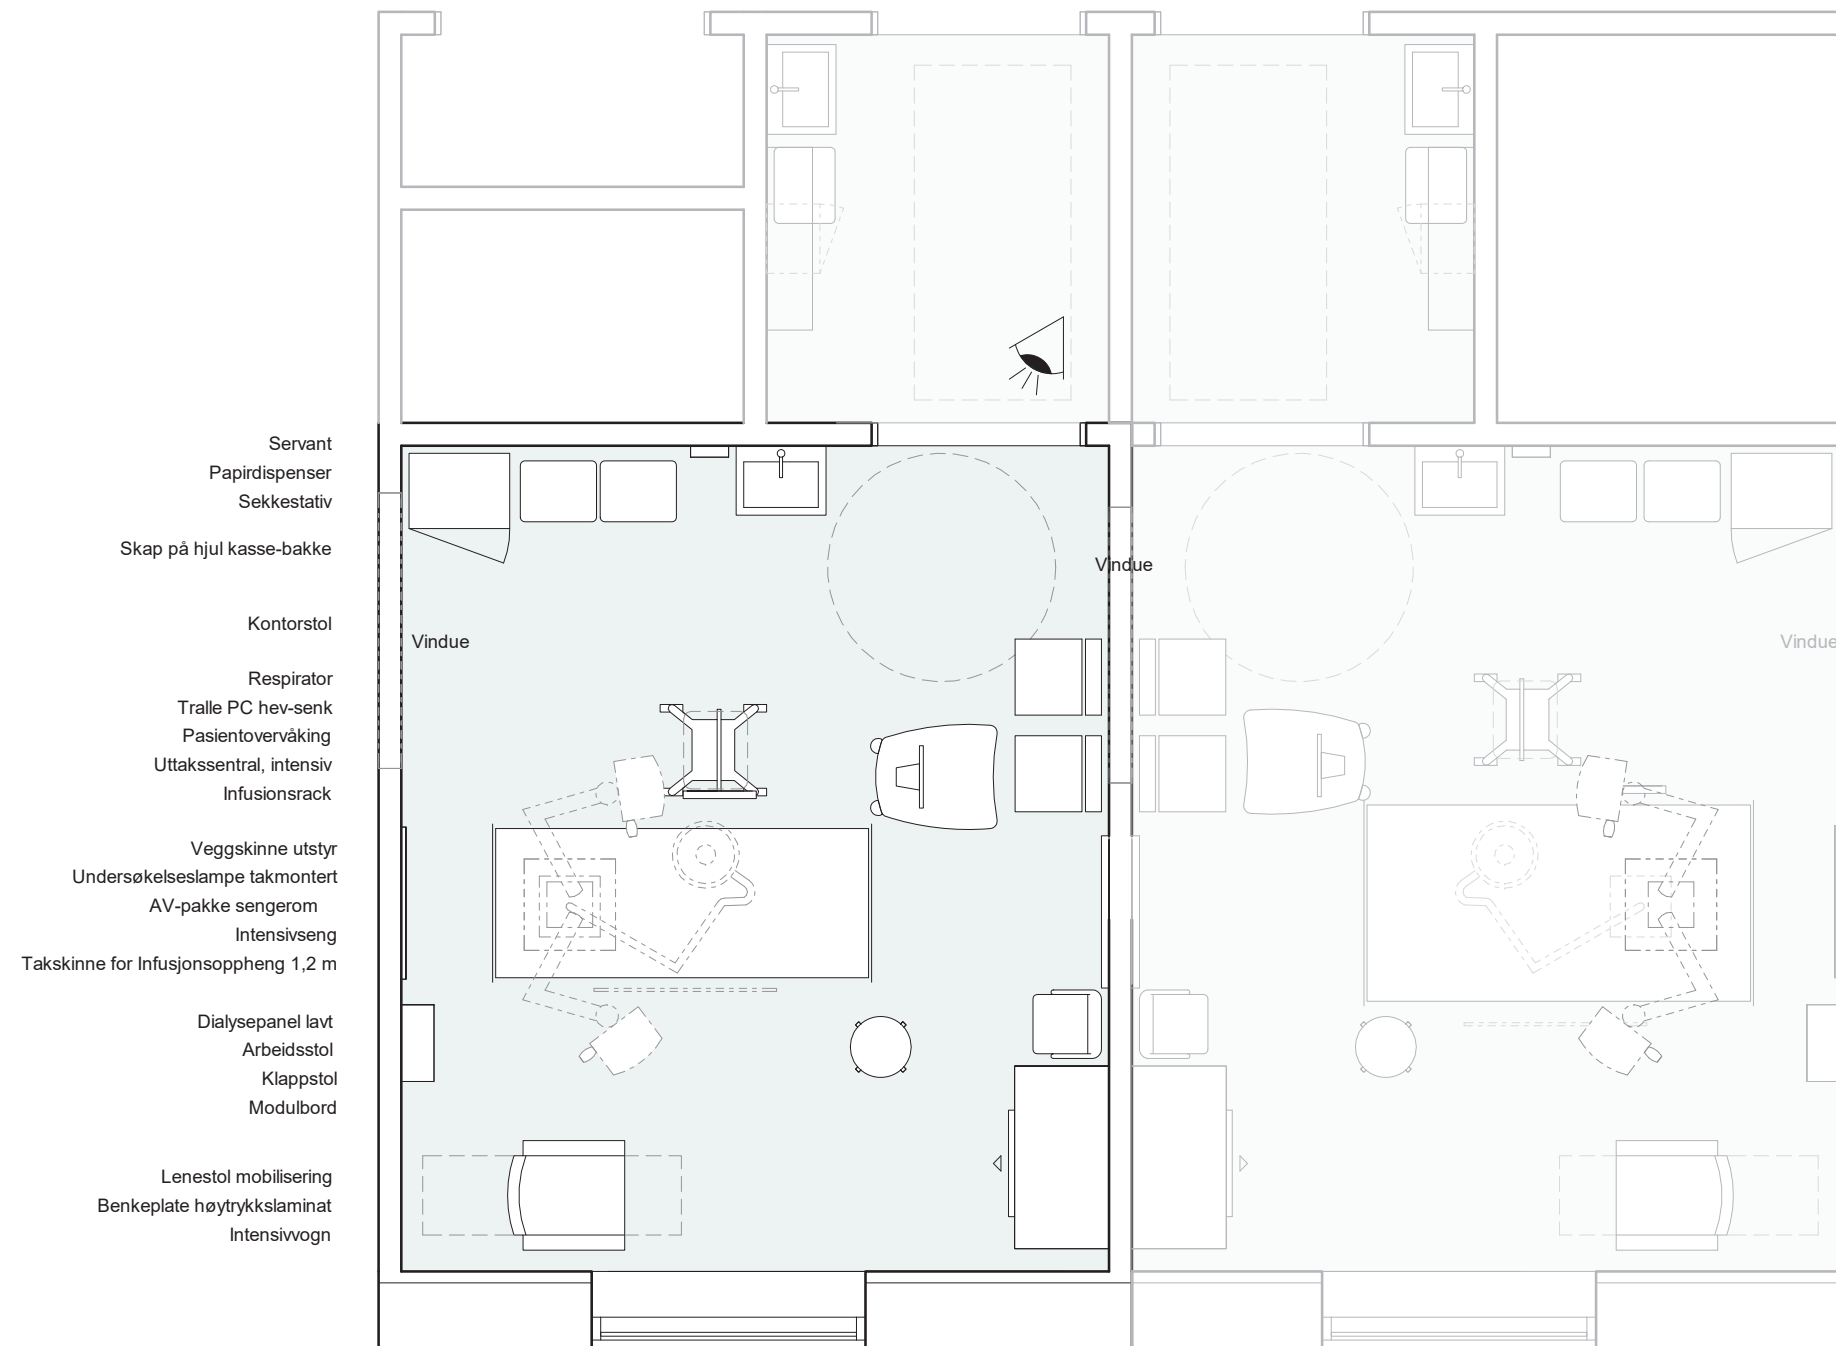 Servant
Papirdispenser
Sekkestativ
Skap på hjul kasse-bakke
Vindue
Kontorstol
Vindue
Vindue
Respirator
Tralle PC hev-senk
Pasientovervåking
Uttakssentral, intensiv
Infusionsrack
Veggskinne utstyr
Undersøkelseslampe takmontert
AV-pakke sengerom
Intensivseng
Takskinne for Infusjonsoppheng 1,2 m
Dialysepanel lavt
Arbeidsstol
Klappstol
Modulbord
Lenestol mobilisering
Benkeplate høytrykkslaminat
Intensivvogn